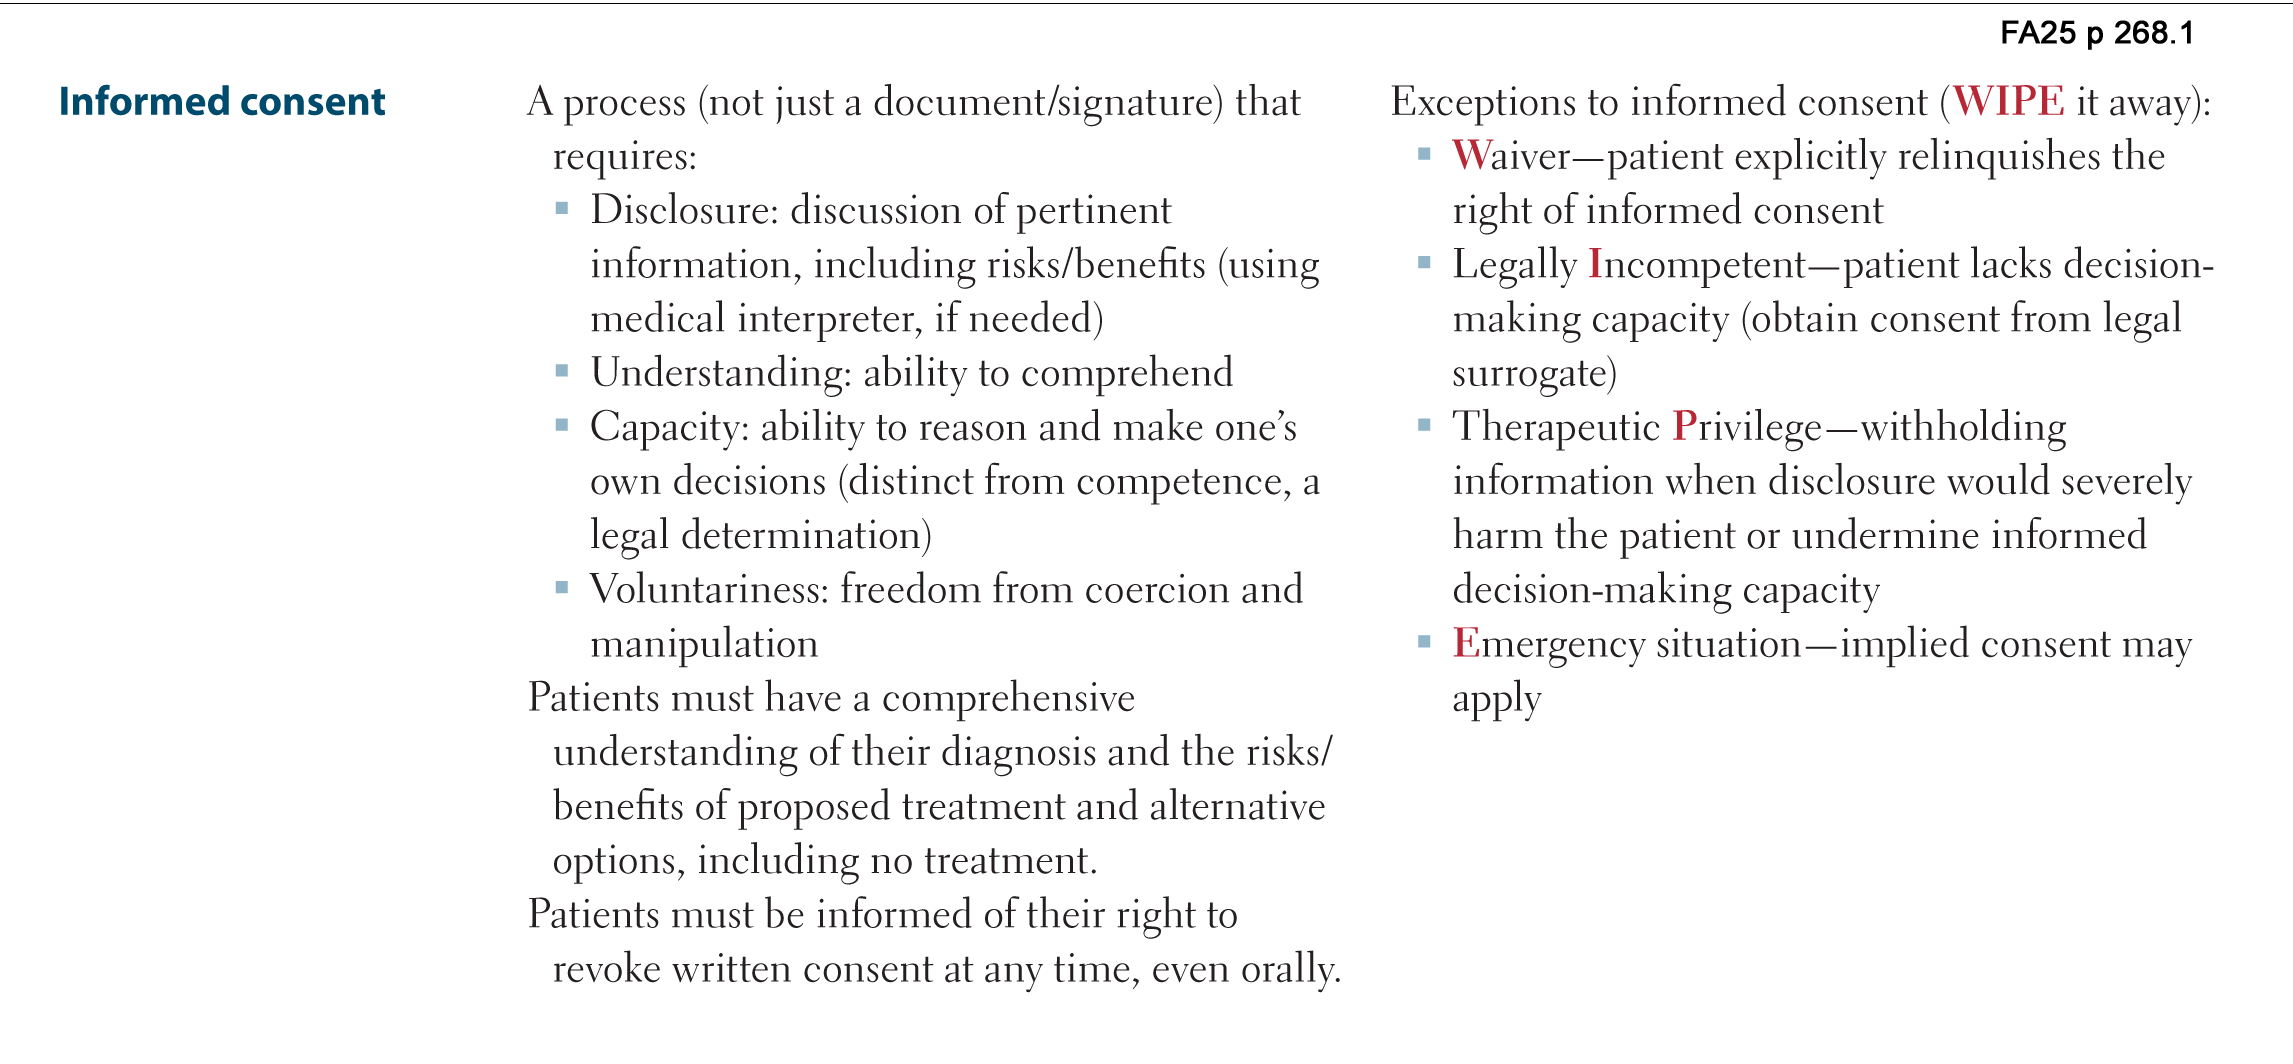 FA25 p 268.1
Informed consent
A process (not just a document/signature) that
requires:
▪ Disclosure: discussion of pertinent
information, including risks/benefits (using
medical interpreter, if needed)
▪ Understanding: ability to comprehend
▪ Capacity: ability to reason and make one’s
own decisions (distinct from competence, a
legal determination)
▪ Voluntariness: freedom from coercion and
manipulation
Patients must have a comprehensive
understanding of their diagnosis and the risks/
benefits of proposed treatment and alternative
options, including no treatment.
Patients must be informed of their right to
revoke written consent at any time, even orally.
Exceptions to informed consent (WIPE it away):
▪ Waiver—patient explicitly relinquishes the
right of informed consent
▪ Legally Incompetent—patient lacks decision-
making capacity (obtain consent from legal
surrogate)
▪ Therapeutic Privilege—withholding
information when disclosure would severely
harm the patient or undermine informed
decision-making capacity
▪ Emergency situation—implied consent may
apply